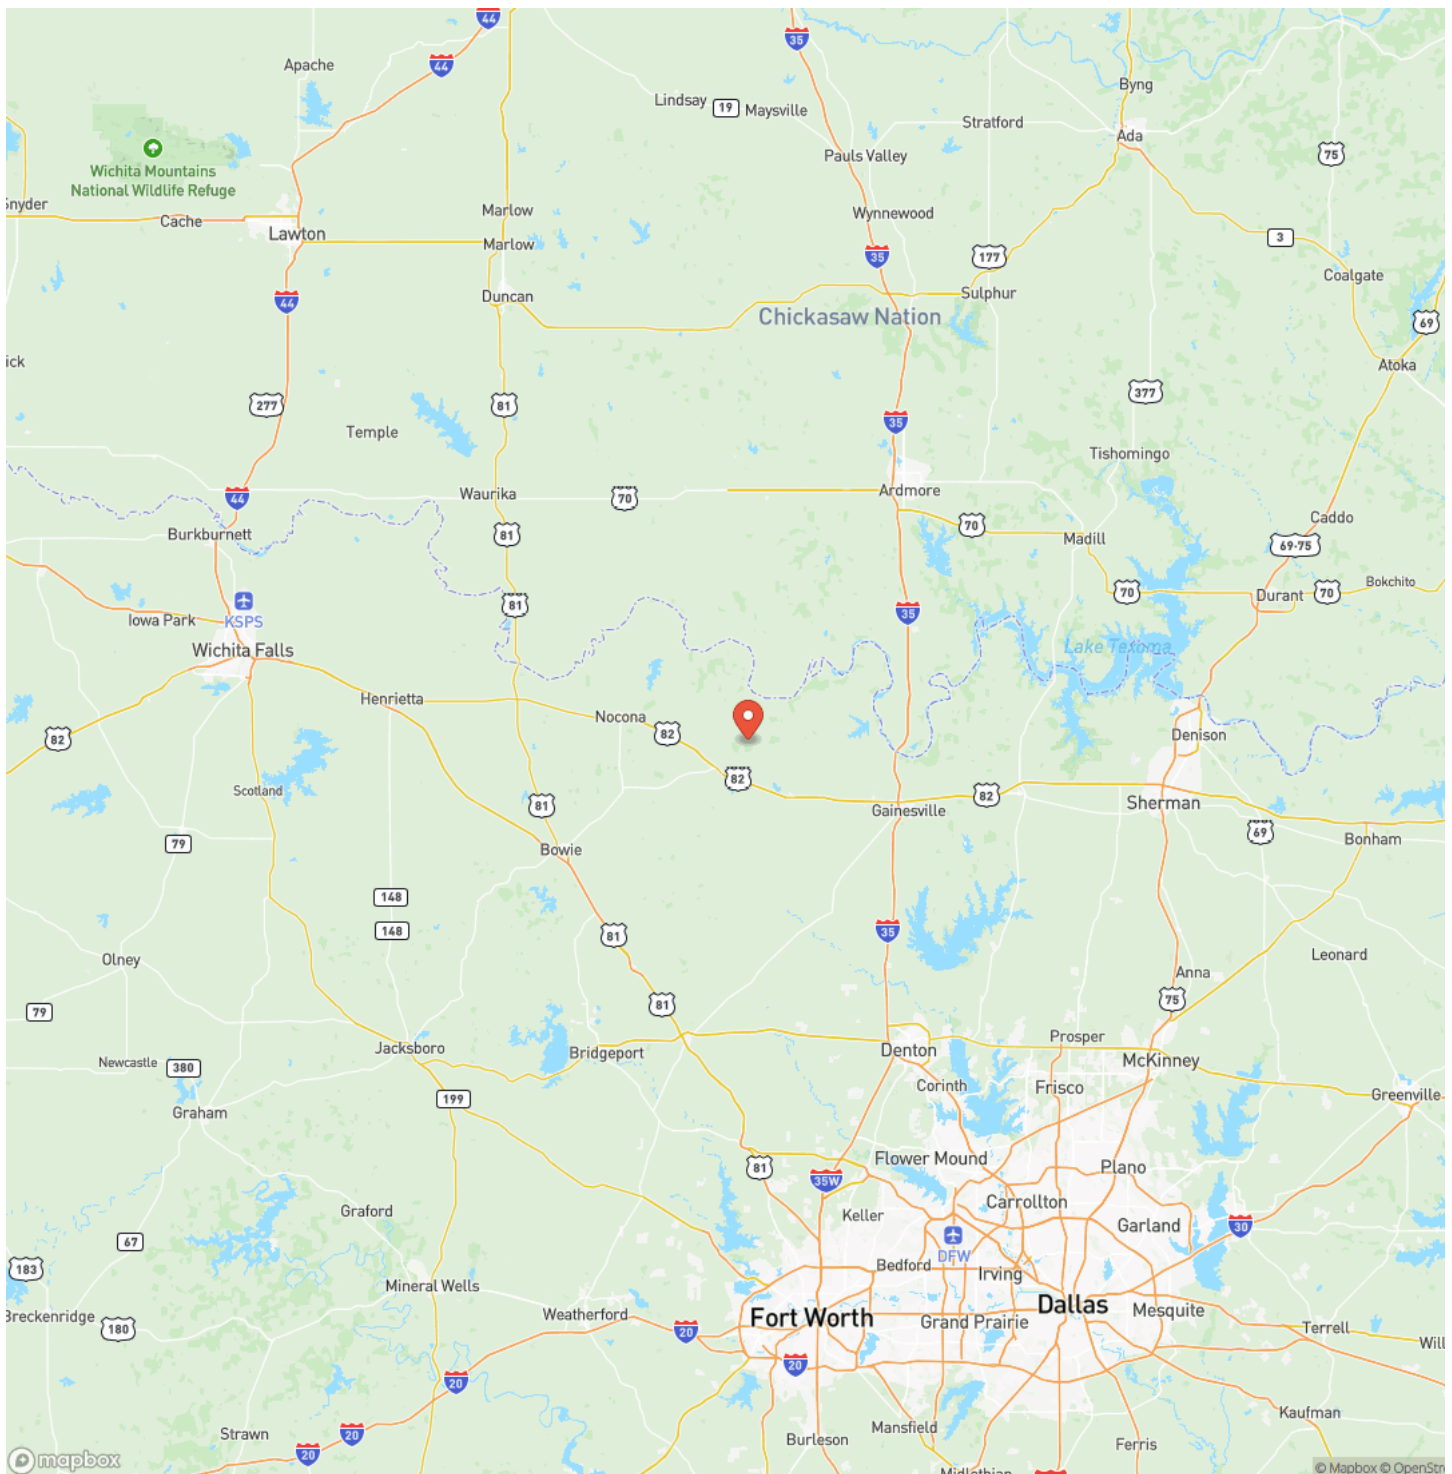 44
35
Apache
44
Byng
Lindsay
19
Maysville
Stratford
Ada
Wichita Mountains
National Wildlife Refuge
Pauls Valley
75
Snyder
Cache
Lawton
Marlow
Wynnewood
Marlow
35
177
3
Coalgate
44
Duncan
Sulphur
Chickasaw Nation
69
ick
Atoka
277
81
377
35
Temple
Tishomingo
44
Waurika
70
Ardmore
Burkburnett
81
70
Madill
Caddo
69-75
KSPS
81
35
70
Durant
70
Bokchito
Iowa Park
Wichita Falls
Lake Texoma
Henrietta
Nocona
82
82
Denison
82
Scotland
81
Gainesville
82
Sherman
79
69
Bonham
Bowie
148
148
81
35
Olney
Leonard
Anna
79
81
75
Jacksboro
Bridgeport
Denton
Prosper
McKinney
Newcastle
380
Corinth
Frisco
Greenville
Graham
199
81
Flower Mound
Plano
35W
Carrollton
Graford
Keller
Garland
30
67
DFW
183
Bedford
Irving
Mineral Wells
Breckenridge
180
Weatherford
20
Fort Worth
Grand Prairie
Dallas
Mesquite
Terrell
Will
20
20
Kaufman
Strawn
20
20
Mansfield
Burleson
Ferris
Midlothian
mapbox
© Mapbox © OpenStre